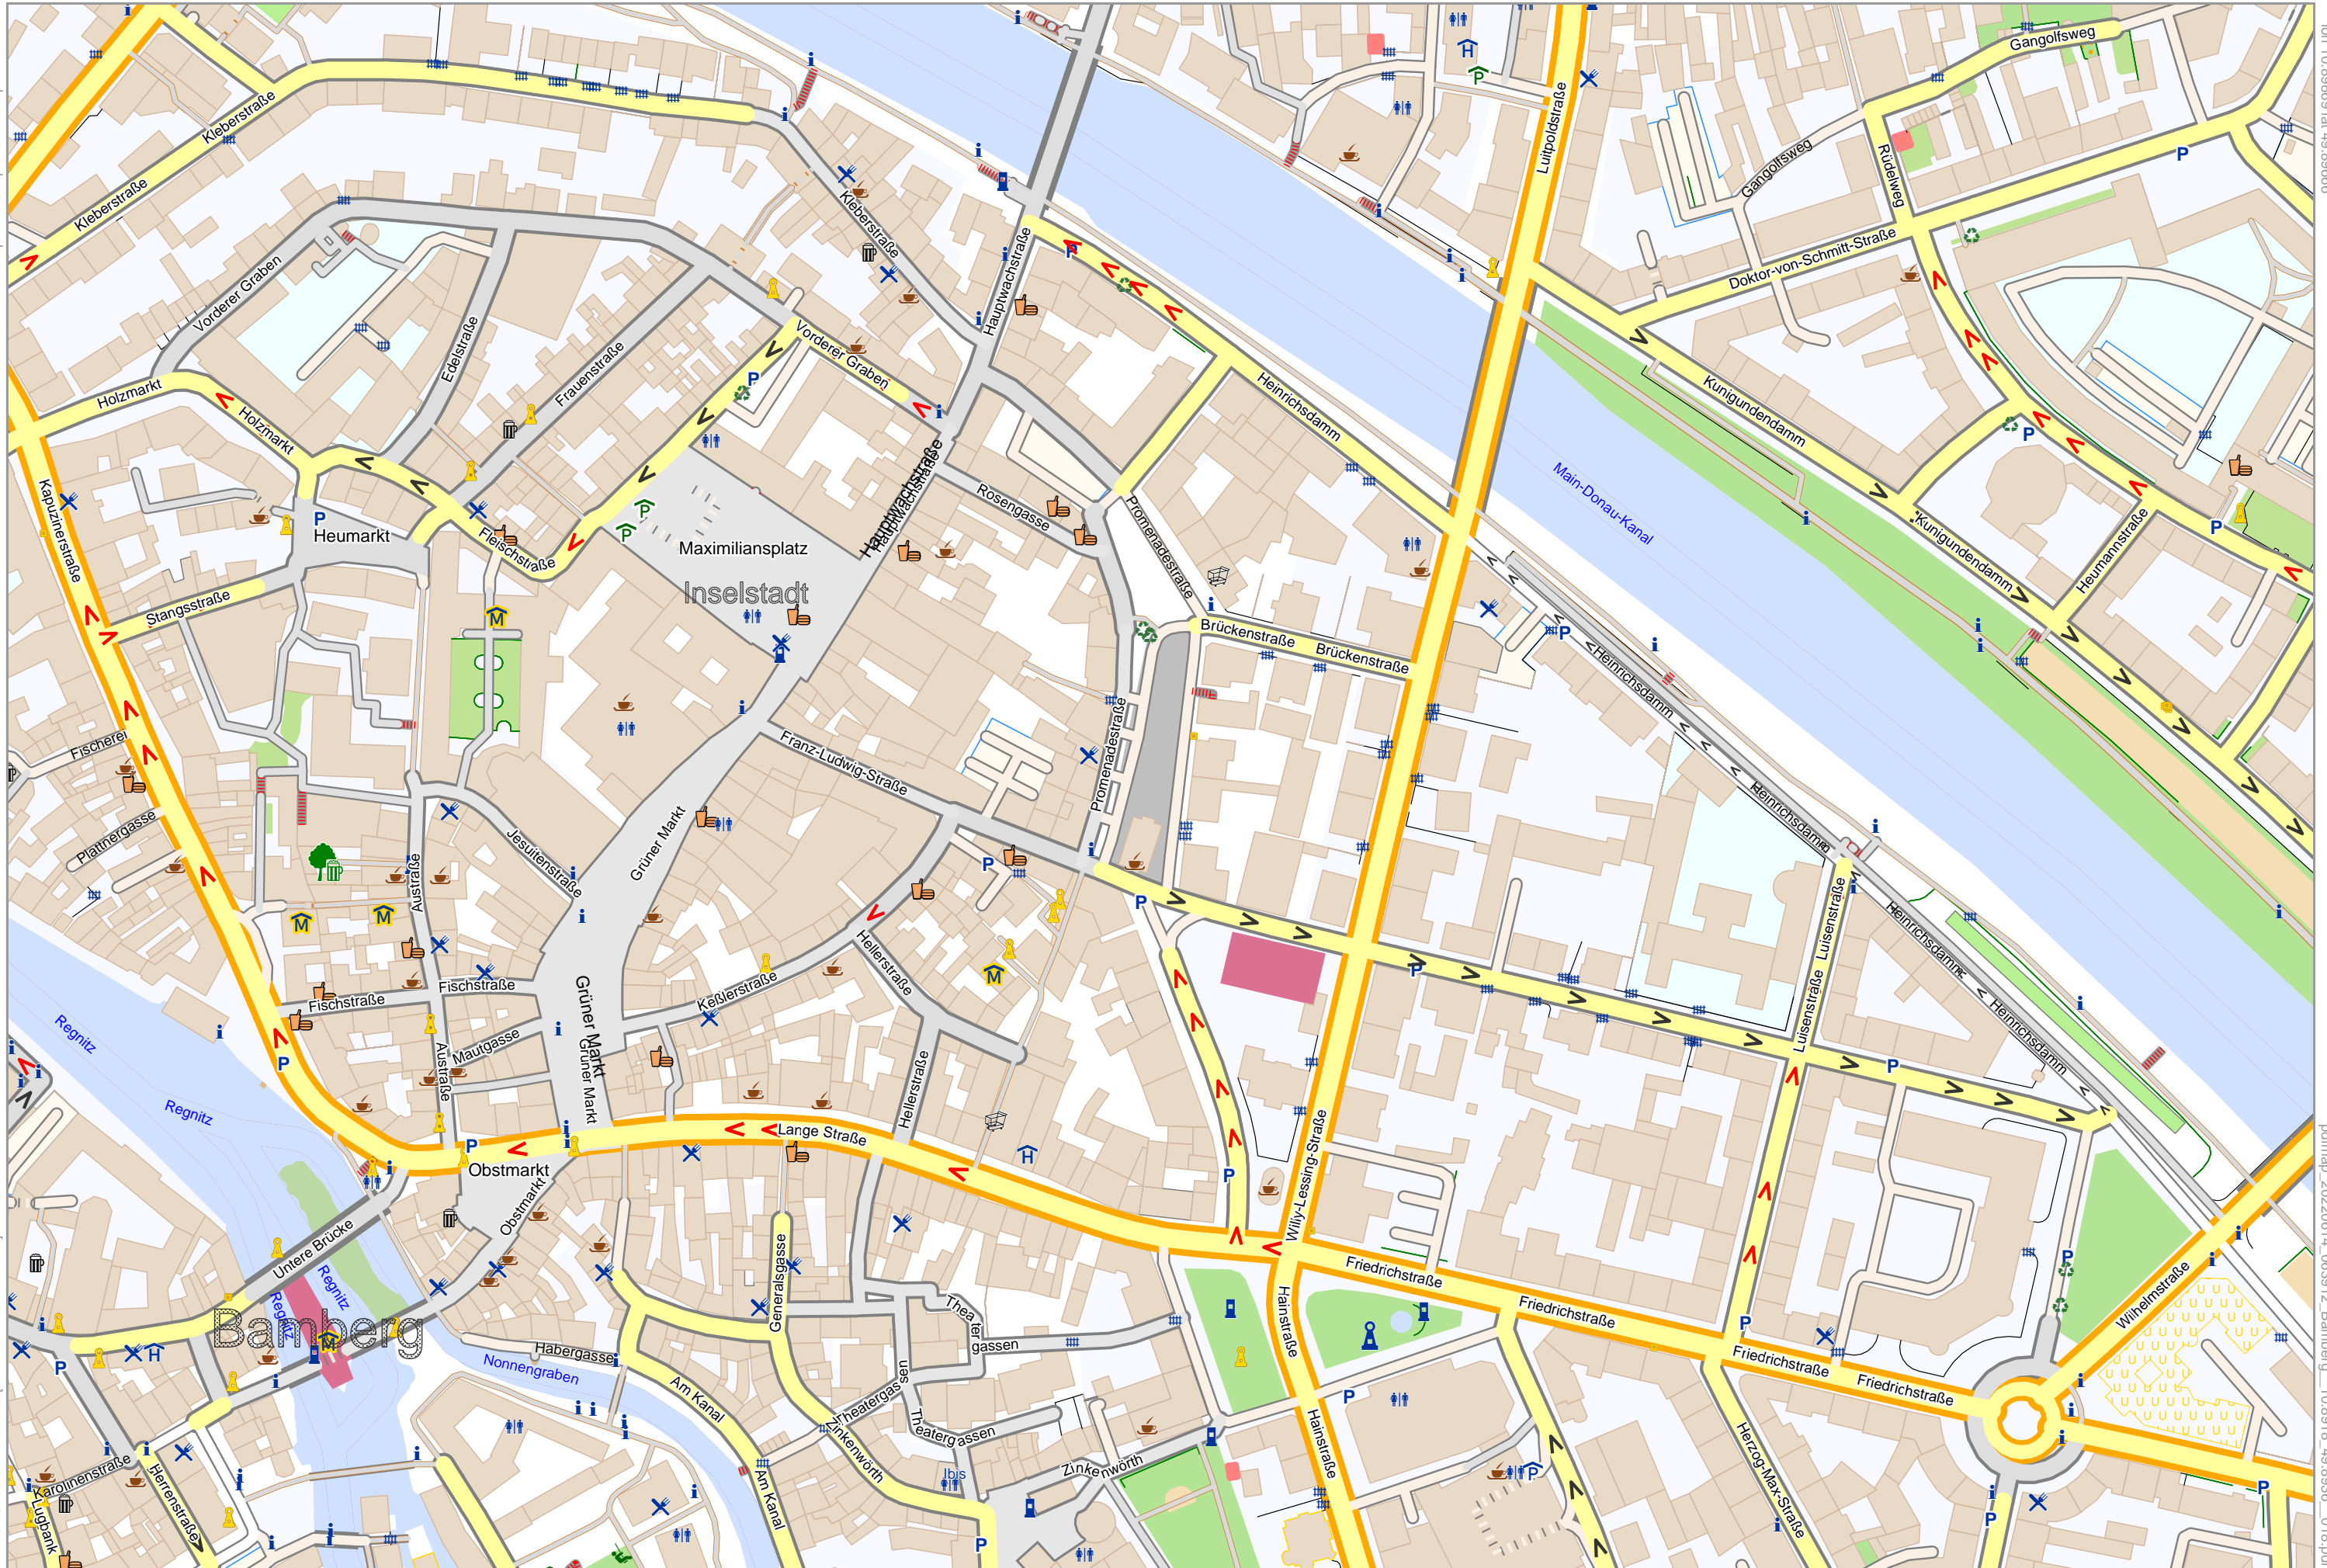 Gangolfsweg
Kleberstraße
Luitpoldstraße
Gangolfsweg
Rüdelweg
Kleberstraße
Kleberstraße
Hauptwachstraße
Doktor-von-Schmitt-Straße
Vorderer Graben
Edelstraße
Frauenstraße
Vorderer Graben
Heinrichsdamm
Kunigundendamm
Holzmarkt
Holzmarkt
Hauptwachstraße
Hauptwachstraße
Rosengasse
Main-Donau-Kanal
Kapuzinerstraße
Heumarkt
Fleischstraße
Maximiliansplatz
Promenadestraße
Kunigundendamm
Heumannstraße
Inselstadt
Stangsstraße
Brückenstraße
Brückenstraße
Heinrichsdamm
Fischerei
Franz-Ludwig-Straße
Promenadestraße
Heinrichsdamm
Plattnergasse
Jesuitenstraße
Grüner Markt
Austraße
Luisenstraße
Heinrichsdamm
Hellerstraße
Fischstraße
Fischstraße
Keßlerstraße
Grüner Markt
Luisenstraße
Heinrichsdamm
Regnitz
Mautgasse
Austraße
Grüner Markt
Hellerstraße
Regnitz
Lange Straße
Willy-Lessing-Straße
Obstmarkt
Obstmarkt
Untere Brücke
Regnitz
Regnitz
Generalsgasse
Friedrichstraße
Hainstraße
Friedrichstraße
Wilhelmstraße
Bamberg
Theater
gassen
Habergasse
Nonnengraben
Friedrichstraße
Friedrichstraße
Am Kanal
Theatergassen
Zinkenwörth
Theatergassen
Hainstraße
Herzog-Max-Straße
Karolinenstraße
Herrenstraße
Lugbank
Am Kanal
Ibis
Zinkenwörth